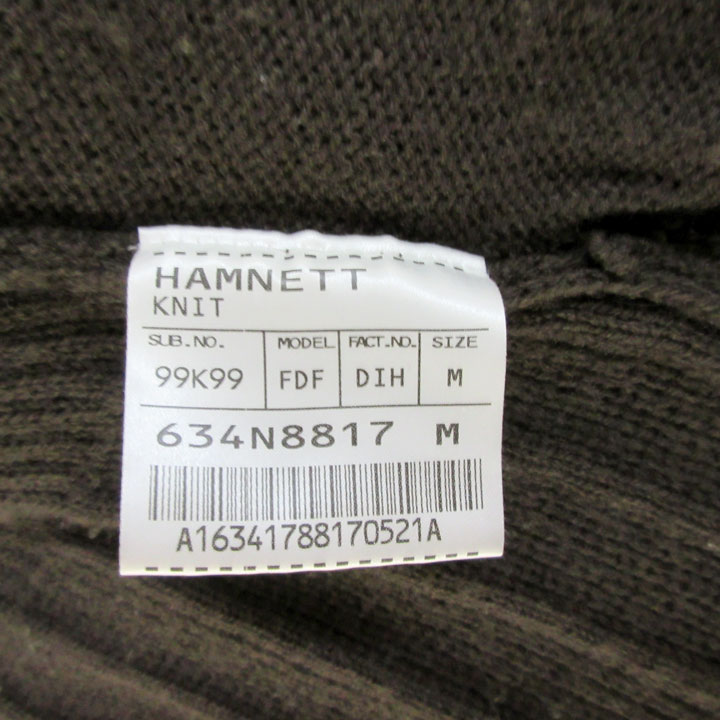 HAMNETT
KNIT
SUB.NO. MODEL FACT.NO. SIZE
99K99 FDF DIH M
634N8817 M
A16341788170521A